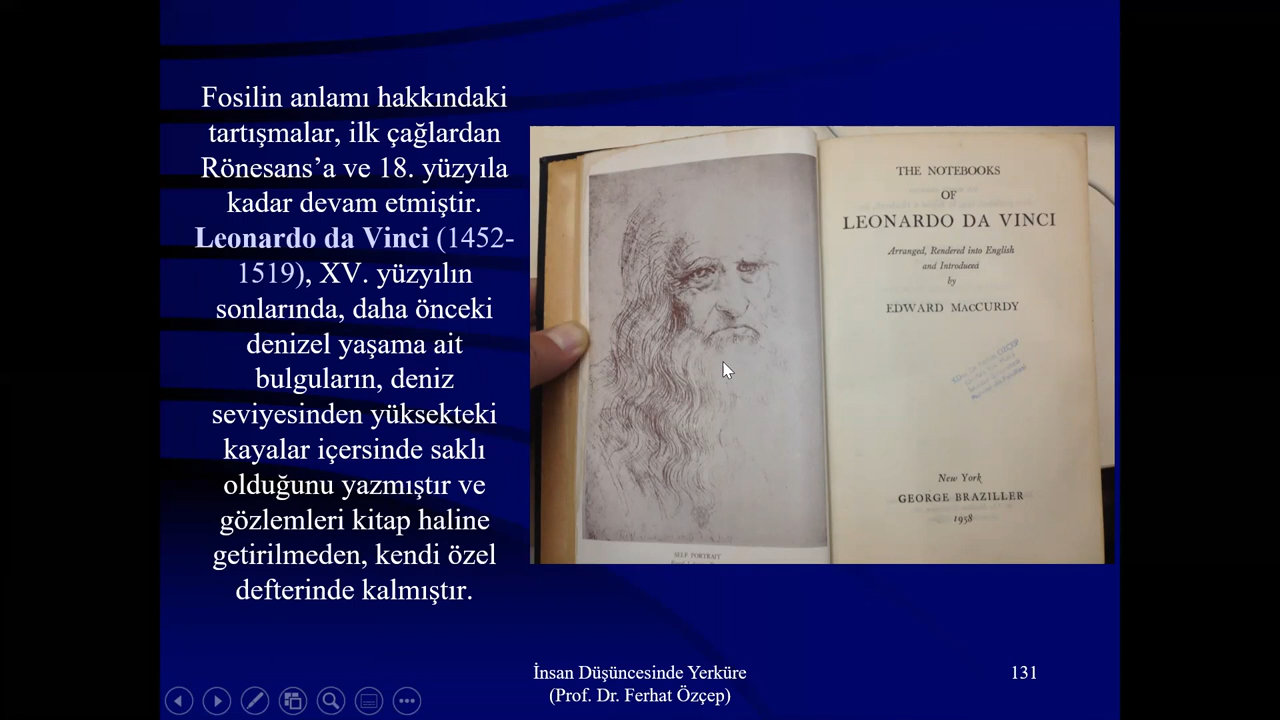 Fosilin anlamı hakkındaki
tartışmalar, ilk çağlardan
Rönesans’a ve 18. yüzyıla
kadar devam etmiştir.
Leonardo da Vinci (1452-
1519), XV. yüzyılın
sonlarında, daha önceki
denizel yaşama ait
bulguların, deniz
seviyesinden yüksekteki
kayalar içersinde saklı
olduğunu yazmıştır ve
gözlemleri kitap haline
getirilmeden, kendi özel
defterinde kalmıştır.
THE NOTEBOOKS
OF
LEONARDO DA VINCI
Arranged, Rendered into English
and Introduced
by
EDWARD MACCURDY
New York
GEORGE BRAZILLER
1958
SELF PORTRAIT
İnsan Düşüncesinde Yerküre
(Prof. Dr. Ferhat Özçep)
131